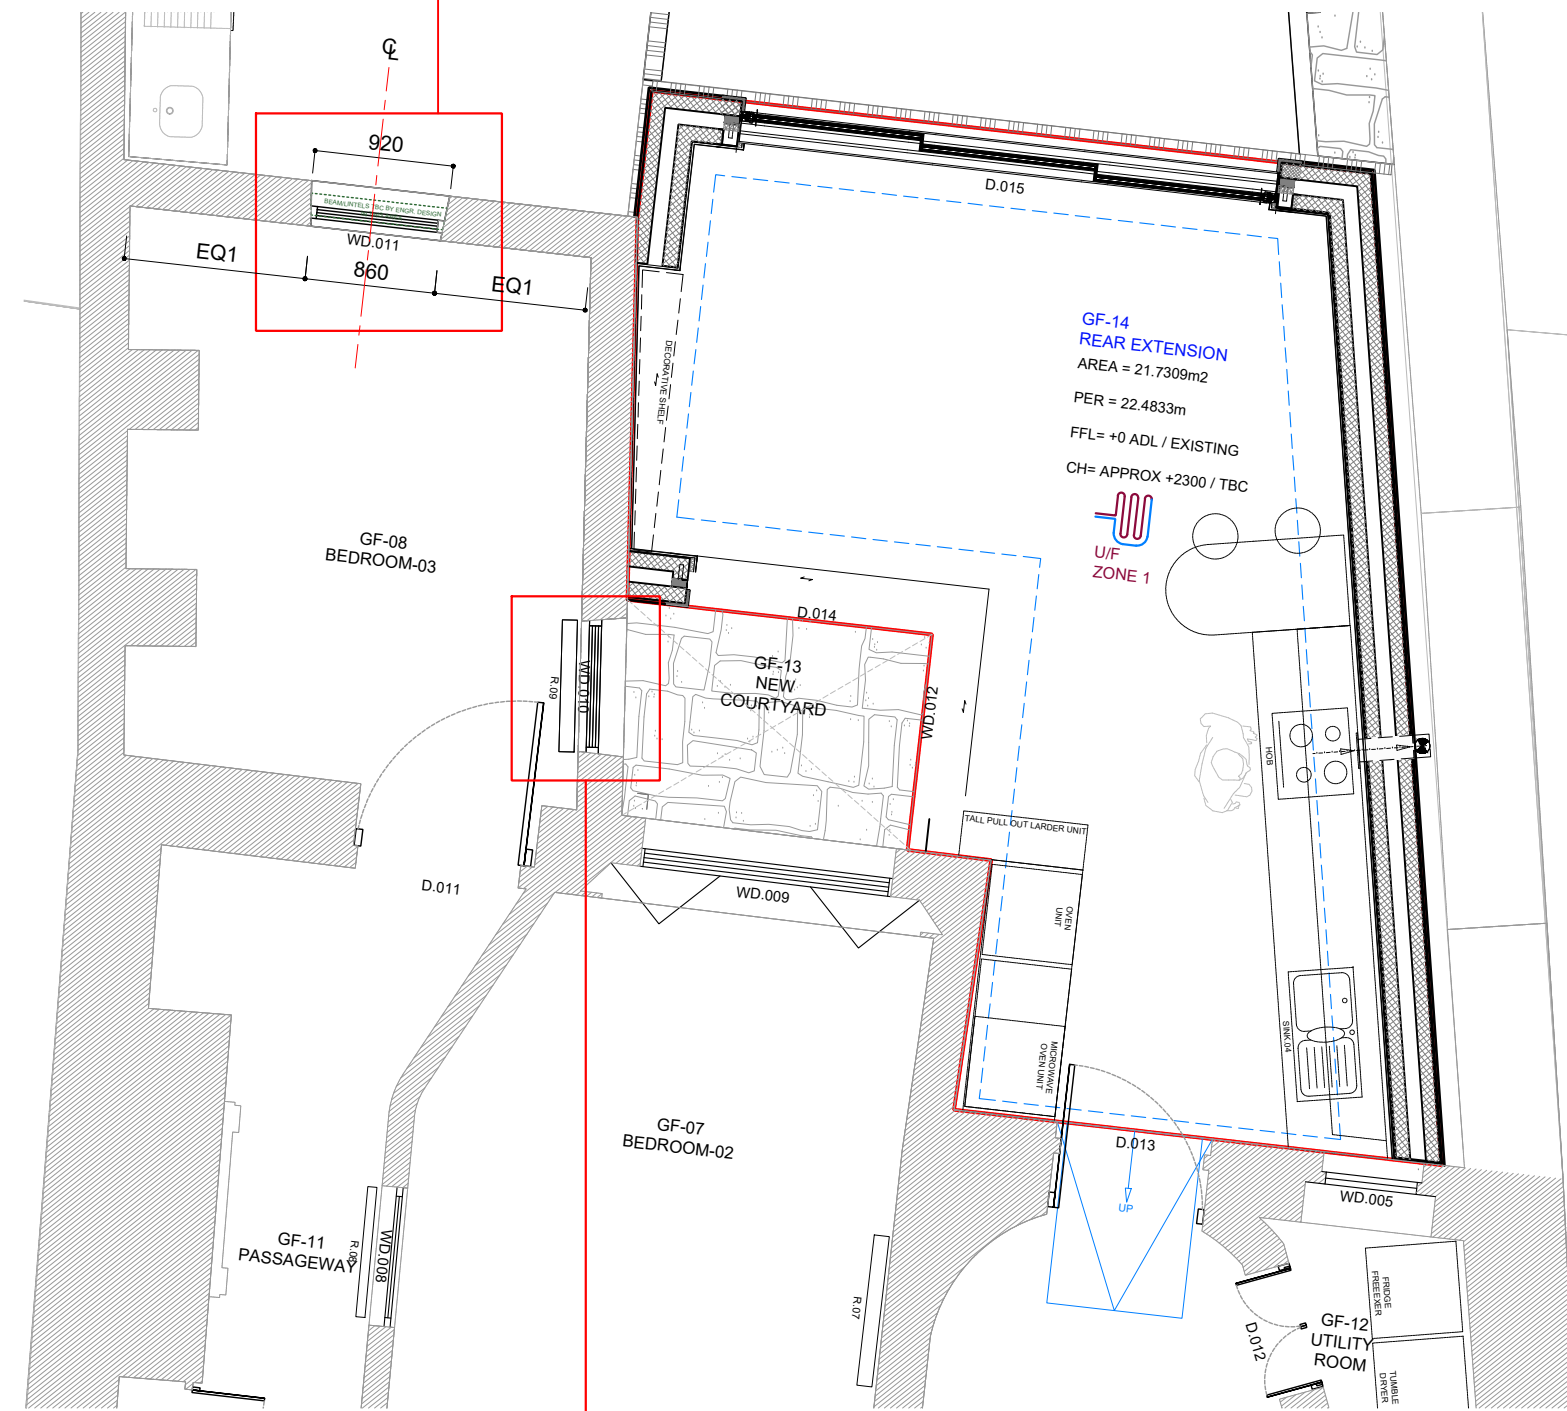 ℄
920
BEAM/LINTELS TBC BY ENGR. DESIGN
WD.011
EQ1
860
EQ1
D.015
DECORATIVE SHELF
GF-14
REAR EXTENSION
AREA = 21.7309m2
PER = 22.4833m
FFL= +0 ADL / EXISTING
CH= APPROX +2300 / TBC
U/F
ZONE 1
GF-08
BEDROOM-03
D.014
R.09
WD.010
GF-13
NEW
COURTYARD
WD.012
HOB
TALL PULL OUT LARDER UNIT
D.011
WD.009
OVEN
UNIT
MICROWAVE
OVEN UNIT
SINK.04
GF-07
BEDROOM-02
D.013
UP
WD.005
GF-11
PASSAGEWAY
WD.008
R.07
D.012
FRIDGE
FREEEXER
GF-12
UTILITY
ROOM
TUMBLE
DRYER